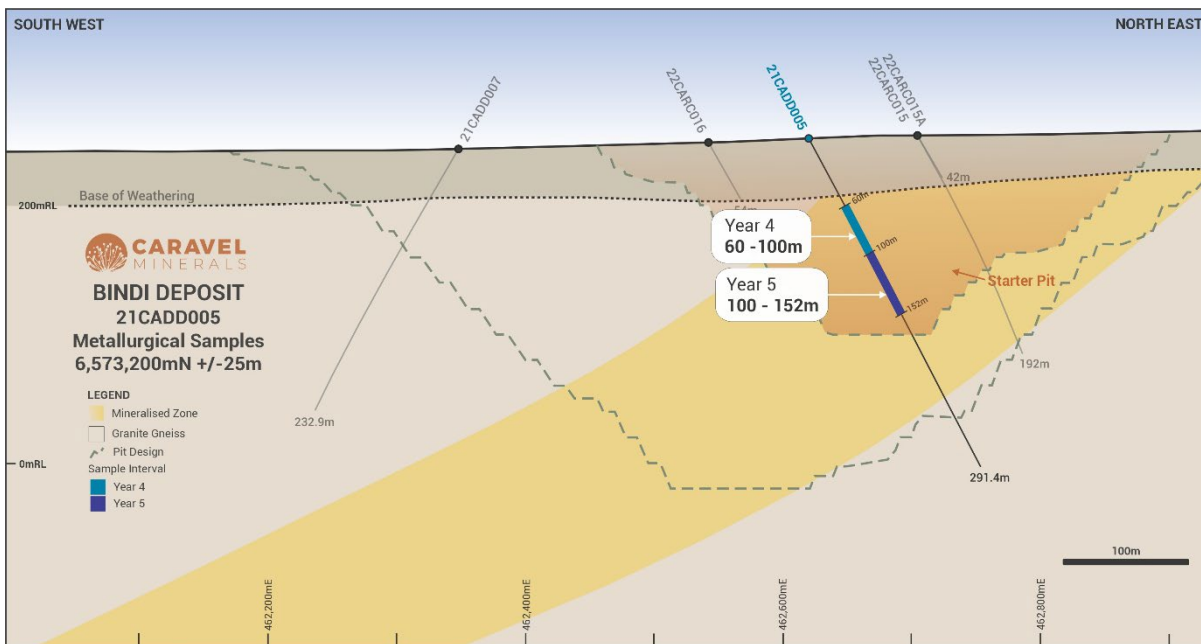 SOUTH WEST
NORTH EAST
21CADD007
22CARC016
21CADD005
22CARC015A
22CARC015
Base of Weathering
200mRL
54m
60m
42m
Year 4
60 -100m
100m
Year 5
100 - 152m
152m
Starter Pit
CARAVEL
MINERALS
BINDI DEPOSIT
21CADD005
Metallurgical Samples
6,573,200mN +/-25m
LEGEND
Mineralised Zone
Granite Gneiss
Pit Design
Sample Interval
Year 4
Year 5
232.9m
192m
0mRL
291.4m
100m
462,200mE
462,400mE
462,600mE
462,800mE